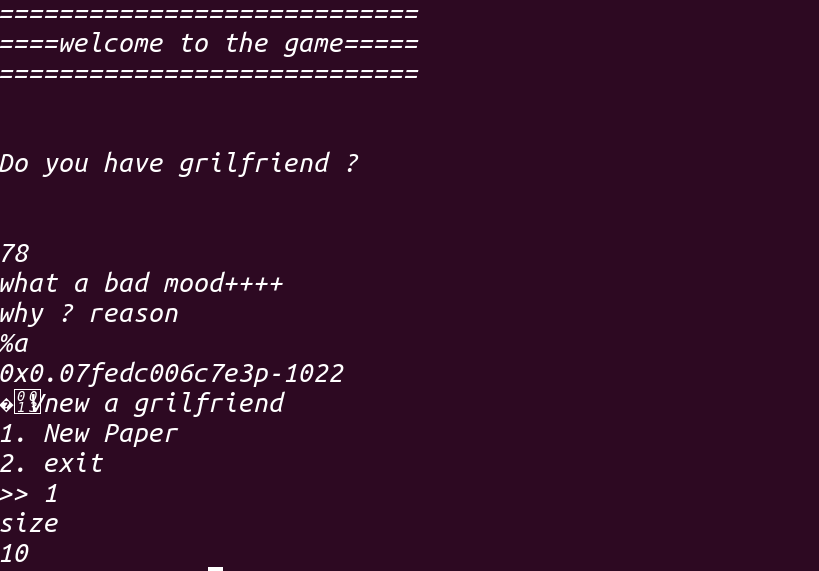 ============================
====welcome to the game=====
============================
Do you have grilfriend ?
78
what a bad mood++++
why ? reason
%a
0x0.07fedc006c7e3p-1022
new a grilfriend
1. New Paper
2. exit
>> 1
size
10